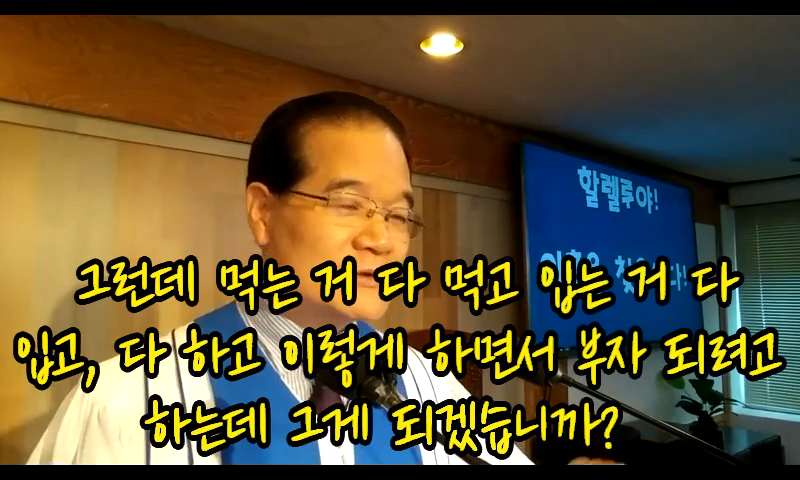 할렐루야!
그런데 먹는 거 다 먹고 입는 거 다
입고, 다 하고 이렇게 하면서 부자 되려고
하는데 그게 되겠습니까?